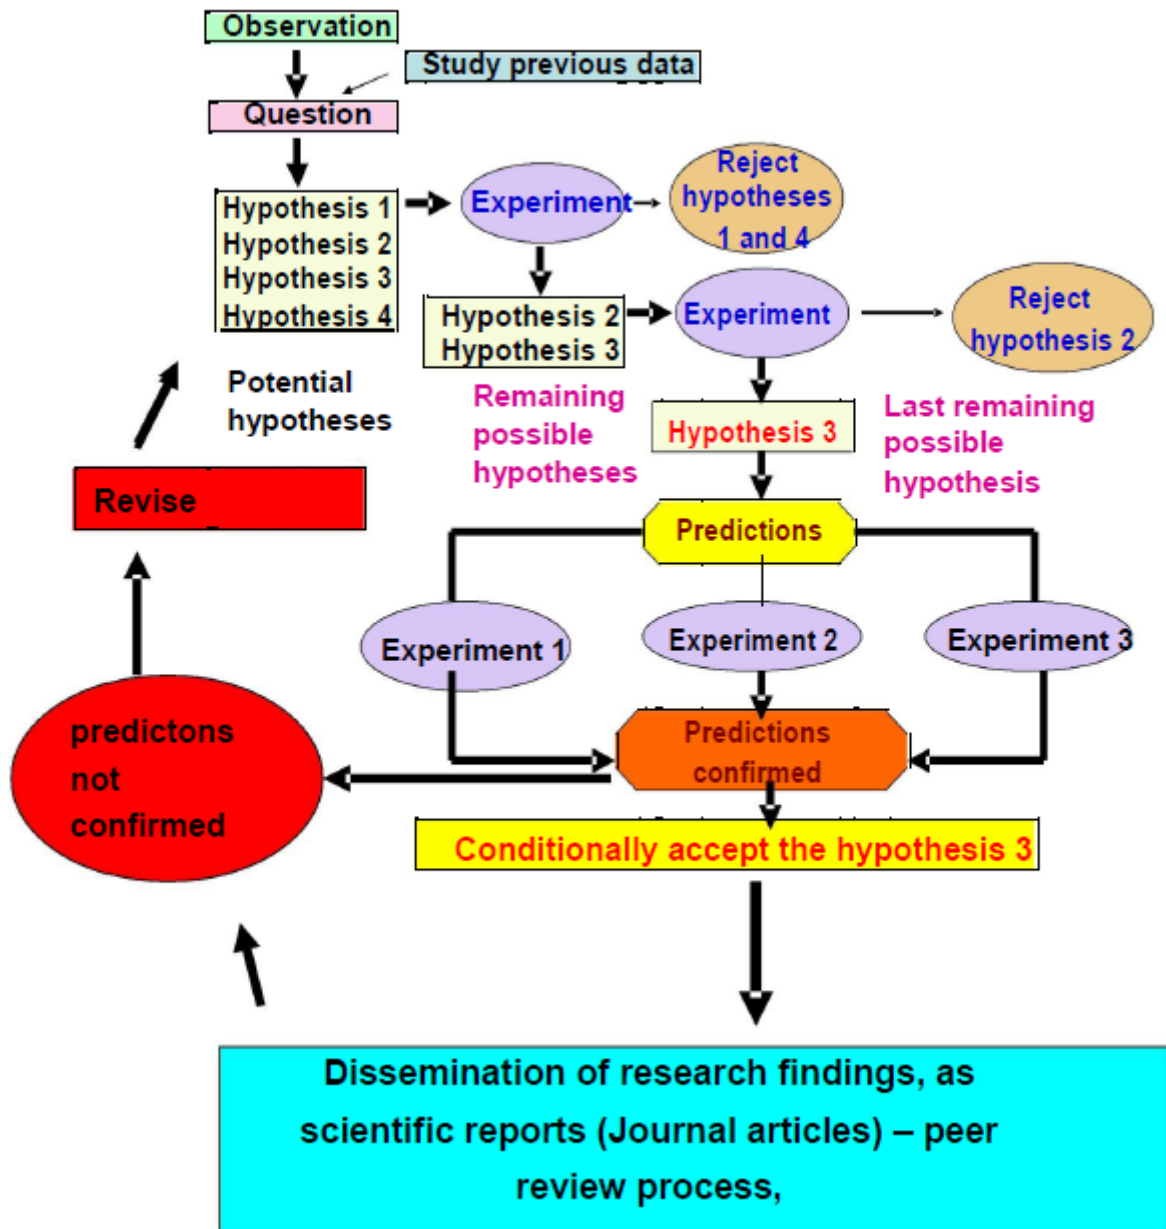 Observation
Study previous data
Question
Hypothesis 1
Hypothesis 2
Hypothesis 3
Hypothesis 4
Potential
hypotheses
Experiment
Reject
hypotheses
1 and 4
Hypothesis 2
Hypothesis 3
Remaining
possible
hypotheses
Experiment
Reject
hypothesis 2
Hypothesis 3
Last remaining
possible
hypothesis
Revise
Predictions
Experiment 1
Experiment 2
Experiment 3
predictons
not
confirmed
Predictions
confirmed
Conditionally accept the hypothesis 3
Dissemination of research findings, as
scientific reports (Journal articles) – peer
review process,